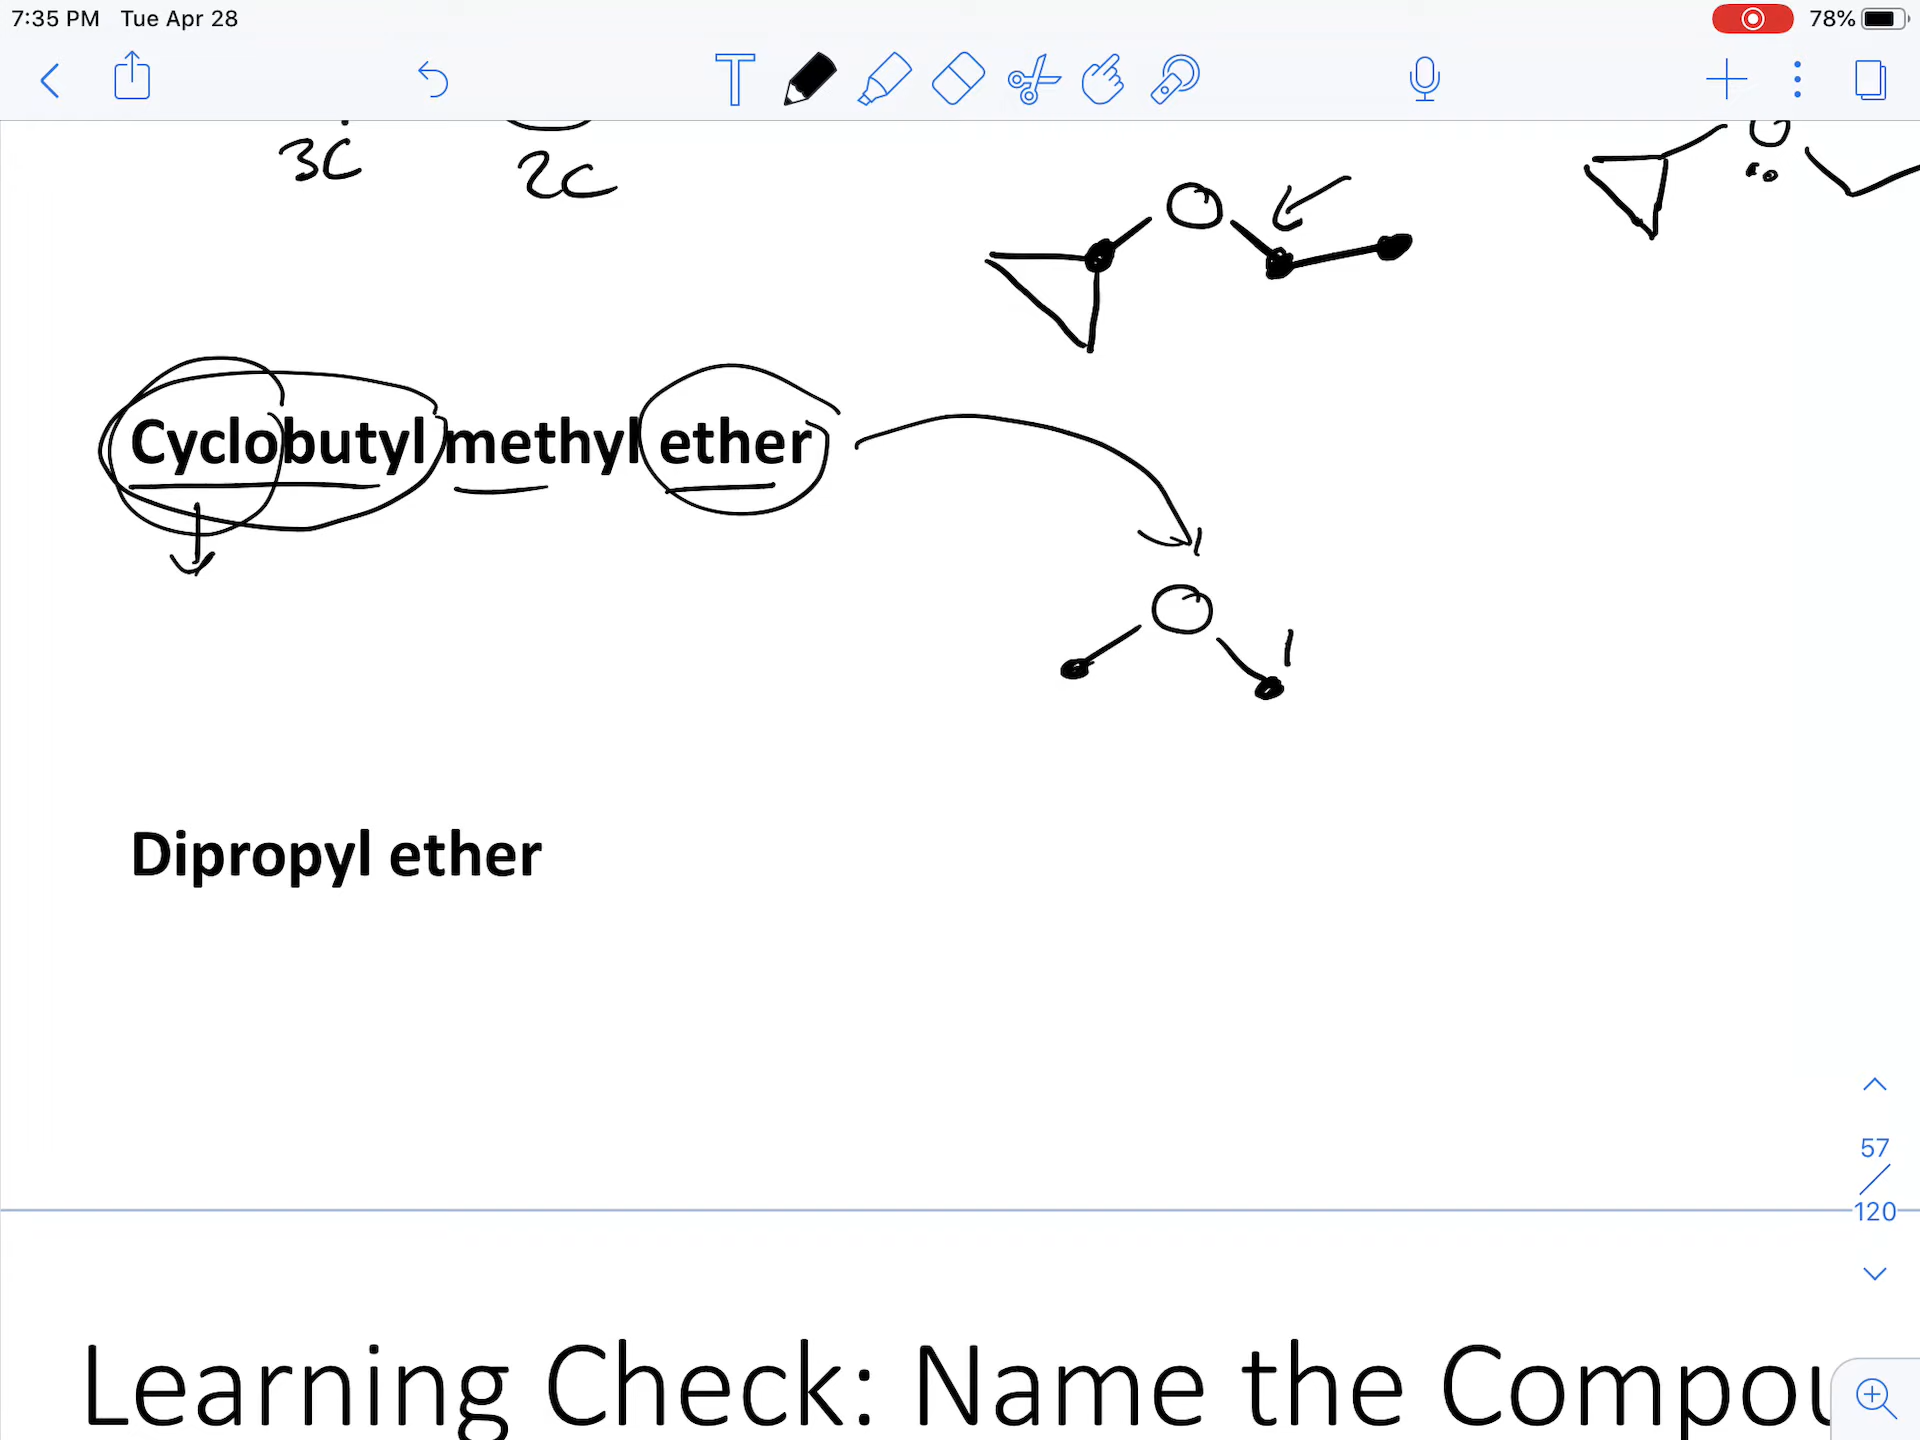 7:35 PM Tue Apr 28 78%
3C 2C
O
O
Cyclobutyl methyl ether
O
Dipropyl ether
57
120
Learning Check: Name the